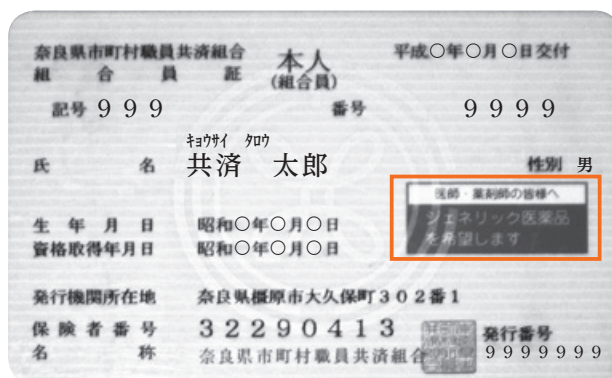 奈良県市町村職員共済組合
組合員証
本人
(組合員)
平成○年○月○日交付
記号 999
番号 9999
キョウサイ タロウ
氏名 共済 太郎
性別 男
医師・薬剤師の皆様へ
ジェネリック医薬品
を希望します
生年月日 昭和○年○月○日
資格取得年月日 昭和○年○月○日
発行機関所在地 奈良県橿原市大久保町302番1
保険者番号 32290413
名称 奈良県市町村職員共済組合
発行番号
9999999